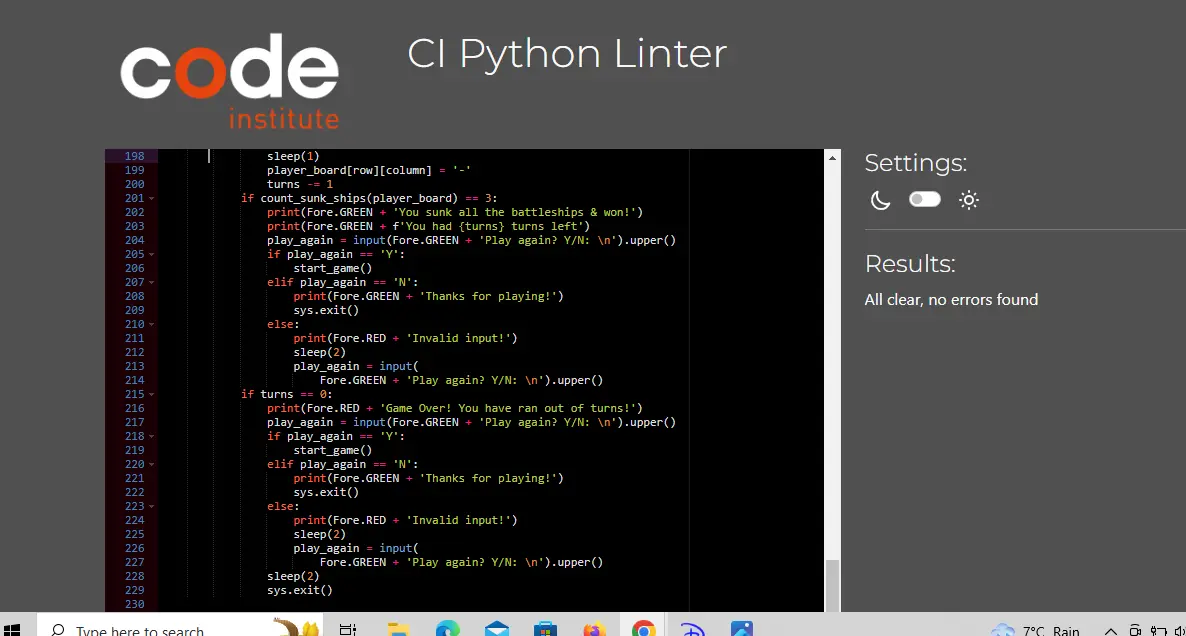 code
institute
CI Python Linter
198 sleep(1)
199 player_board[row][column] = '-'
200 turns -= 1
201 if count_sunk_ships(player_board) == 3:
202 print(Fore.GREEN + 'You sunk all the battleships & won!')
203 print(Fore.GREEN + f'You had {turns} turns left')
204 play_again = input(Fore.GREEN + 'Play again? Y/N: \n').upper()
205 if play_again == 'Y':
206 start_game()
207 elif play_again == 'N':
208 print(Fore.GREEN + 'Thanks for playing!')
209 sys.exit()
210 else:
211 print(Fore.RED + 'Invalid input!')
212 sleep(2)
213 play_again = input(
214 Fore.GREEN + 'Play again? Y/N: \n').upper()
215 if turns == 0:
216 print(Fore.RED + 'Game Over! You have ran out of turns!')
217 play_again = input(Fore.GREEN + 'Play again? Y/N: \n').upper()
218 if play_again == 'Y':
219 start_game()
220 elif play_again == 'N':
221 print(Fore.GREEN + 'Thanks for playing!')
222 sys.exit()
223 else:
224 print(Fore.RED + 'Invalid input!')
225 sleep(2)
226 play_again = input(
227 Fore.GREEN + 'Play again? Y/N: \n').upper()
228 sleep(2)
229 sys.exit()
230
Settings:
Results:
All clear, no errors found
Type here to search
7°C Rain